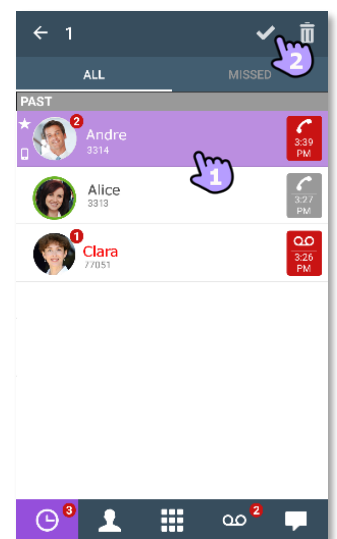 ← 1
2
ALL MISSED
PAST
2
Andre
3314
3:39
PM
1
Alice
3313
3:27
PM
1
Clara
77051
3:26
PM
3
2